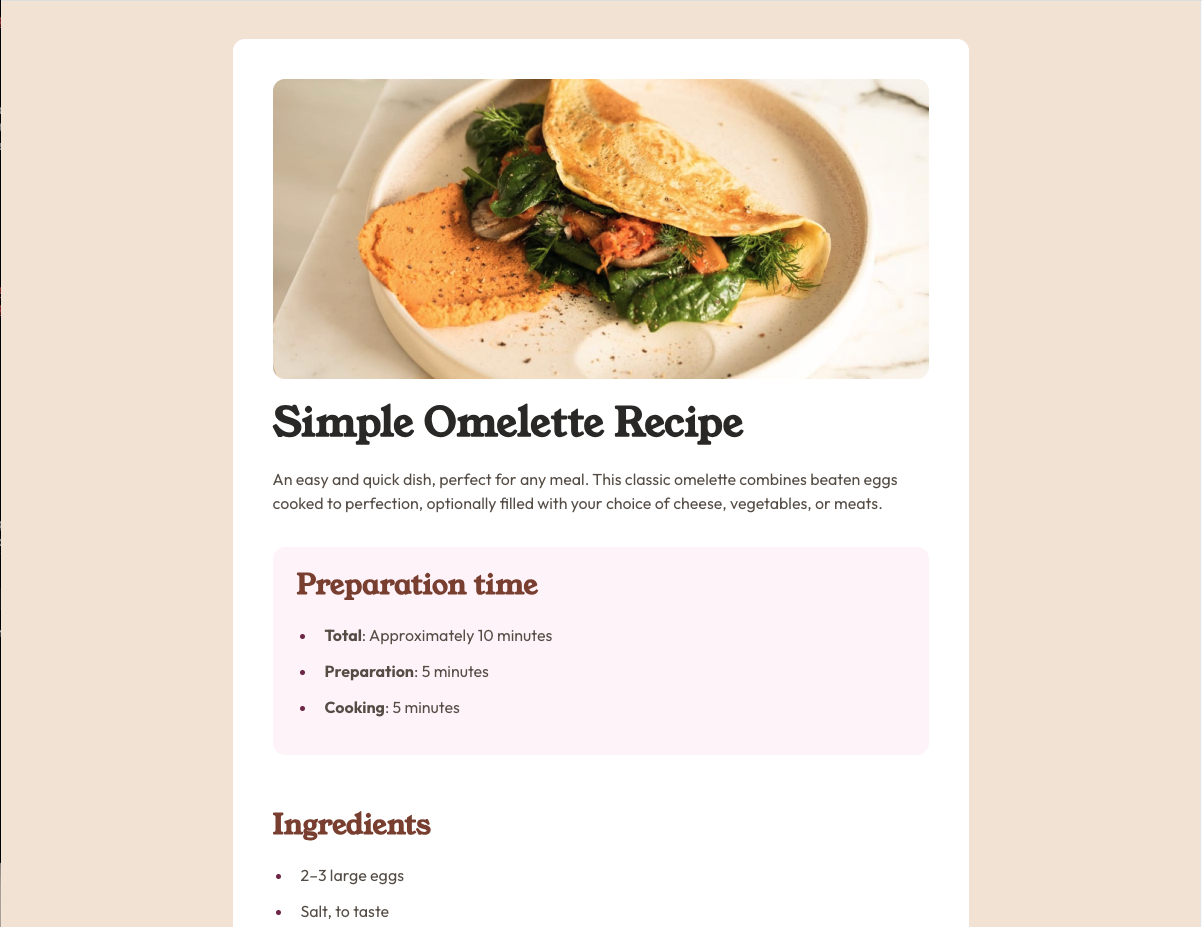 Simple Omelette Recipe
An easy and quick dish, perfect for any meal. This classic omelette combines beaten eggs
cooked to perfection, optionally filled with your choice of cheese, vegetables, or meats.
Preparation time
• Total: Approximately 10 minutes
• Preparation: 5 minutes
• Cooking: 5 minutes
Ingredients
• 2–3 large eggs
• Salt, to taste